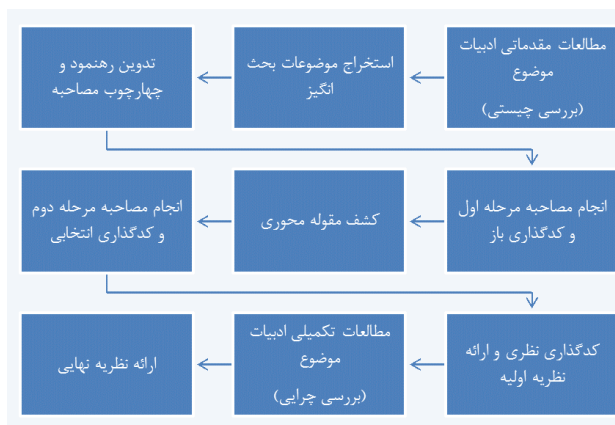 مطالعات مقدماتی ادبیات
موضوع
(بررسی چیستی)
استخراج موضوعات بحث
انگیز
تدوین رهنمود و
چهارچوب مصاحبه
انجام مصاحبه مرحله اول
و کدگذاری باز
کشف مقوله محوری
انجام مصاحبه مرحله دوم
و کدگذاری انتخابی
کدگذاری نظری و ارائه
نظریه اولیه
مطالعات تکمیلی ادبیات
موضوع
(بررسی چرایی)
ارائه نظریه نهایی